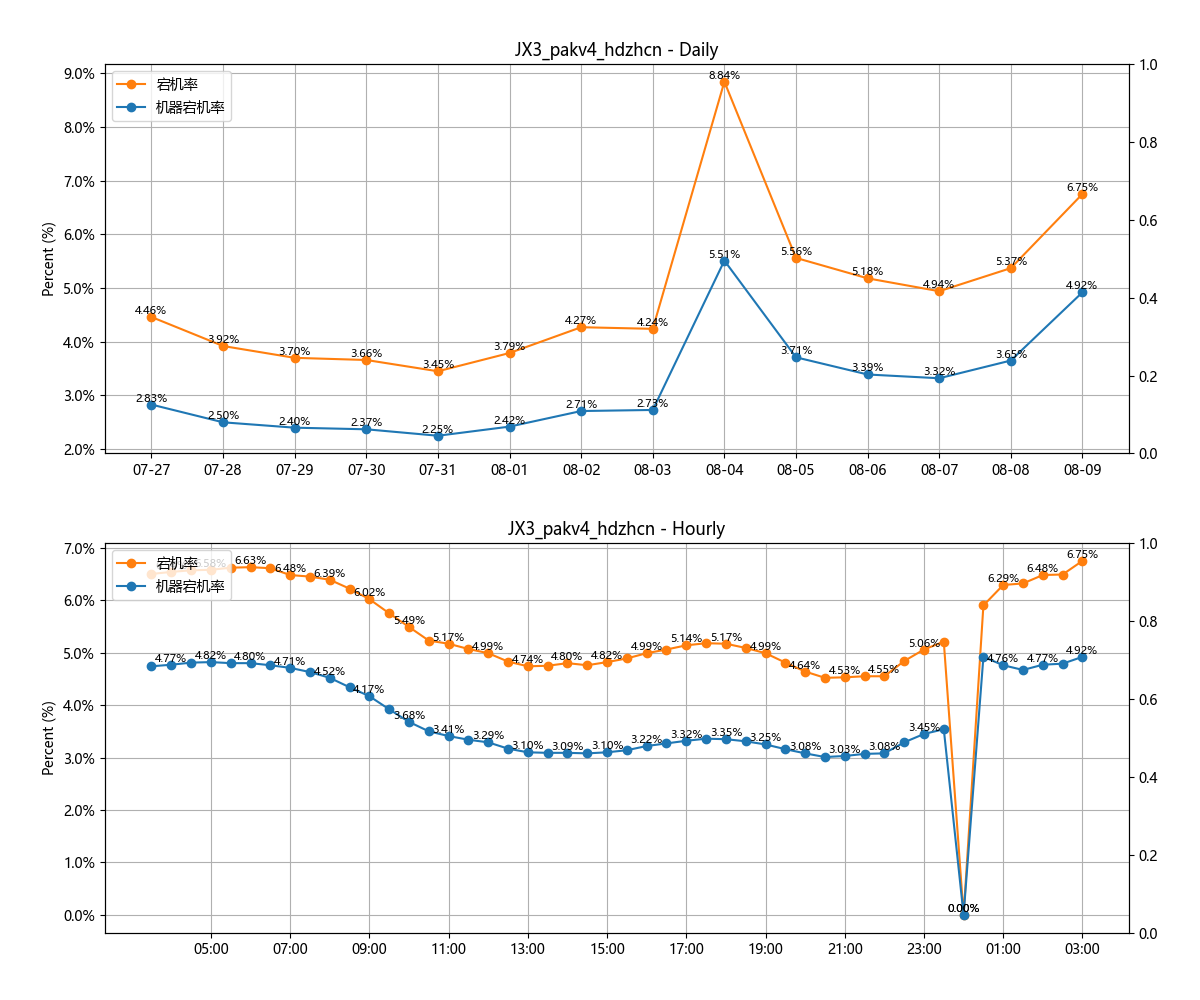 JX3_pakv4_hdzhcn - Daily
宕机率
机器宕机率
Percent (%)
9.0%
8.0%
7.0%
6.0%
5.0%
4.0%
3.0%
2.0%
1.0
0.8
0.6
0.4
0.2
0.0
4.46% 3.92% 3.70% 3.66% 3.45% 3.79% 4.27% 4.24% 8.84% 5.56% 5.18% 4.94% 5.37% 6.75%
2.83% 2.50% 2.40% 2.37% 2.25% 2.42% 2.71% 2.73% 5.51% 3.71% 3.39% 3.32% 3.65% 4.92%
07-27 07-28 07-29 07-30 07-31 08-01 08-02 08-03 08-04 08-05 08-06 08-07 08-08 08-09
JX3_pakv4_hdzhcn - Hourly
宕机率
机器宕机率
Percent (%)
7.0%
6.0%
5.0%
4.0%
3.0%
2.0%
1.0%
0.0%
1.0
0.8
0.6
0.4
0.2
0.0
6.58% 6.63% 6.48% 6.39% 6.02% 5.49% 5.17% 4.99% 4.74% 4.80% 4.82% 4.99% 5.14% 5.17% 4.99% 4.64% 4.53% 4.55% 5.06% 0.00% 6.29% 6.48% 6.75%
4.77% 4.82% 4.80% 4.71% 4.52% 4.17% 3.68% 3.41% 3.29% 3.10% 3.09% 3.10% 3.22% 3.32% 3.35% 3.25% 3.08% 3.03% 3.08% 3.45% 0.00% 4.76% 4.77% 4.92%
05:00 07:00 09:00 11:00 13:00 15:00 17:00 19:00 21:00 23:00 01:00 03:00